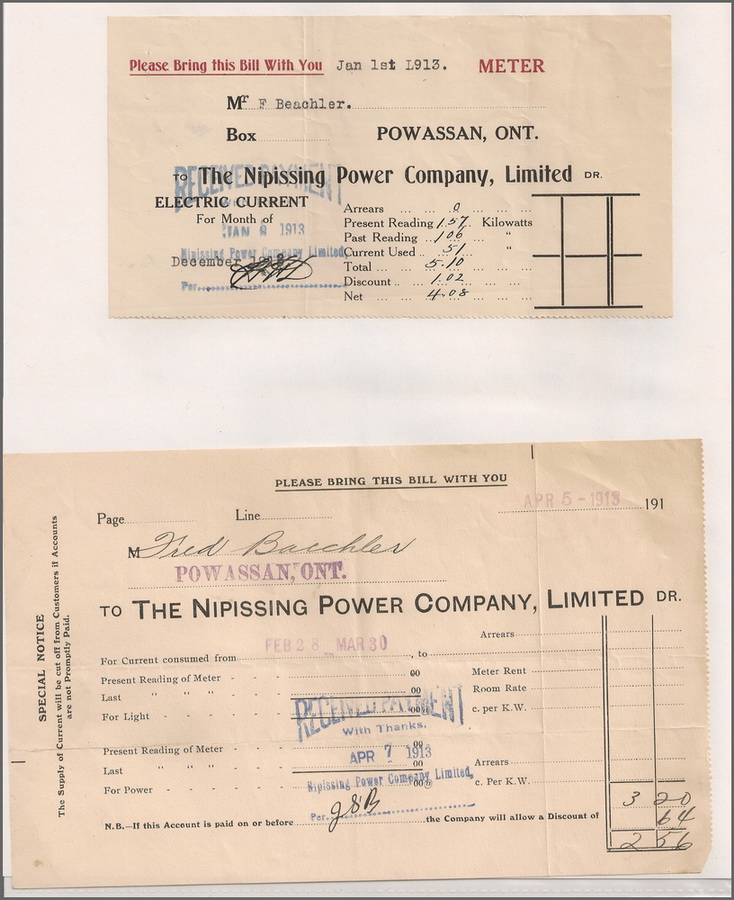 Please Bring this Bill With You Jan 1st L913. METER
Mr F Beachler.
Box POWASSAN, ONT.
TO The Nipissing Power Company, Limited DR.
RECEIVED PAYMENT
ELECTRIC CURRENT
For Month of
JAN 8 1913
Nipissing Power Company Limited
December
Per.
Arrears 0
Present Reading 157 Kilowatts
Past Reading 106 "
Current Used 51 "
Total 5.10
Discount 1.02
Net 4.08
PLEASE BRING THIS BILL WITH YOU
APR 5 - 1913 191
Page Line
M Fred Baechler
POWASSAN, ONT.
TO THE NIPISSING POWER COMPANY, LIMITED DR.
SPECIAL NOTICE
The Supply of Current will be cut off from Customers if Accounts
are not Promptly Paid.
FEB 28 MAR 30
For Current consumed from , to
Present Reading of Meter - - - 00
Last " " " - - - 00
For Light - - - - - - 00@
Arrears
Meter Rent
Room Rate
c. per K.W.
RECEIVED PAYMENT
With Thanks.
APR 7 1913
Nipissing Power Company Limited,
Per. JSB
Present Reading of Meter - - 00
Last " " " - - 00
For Power - - - - - - 00@
Arrears
c. Per K.W.
3 20
64
2 56
N.B.—If this Account is paid on or before the Company will allow a Discount of